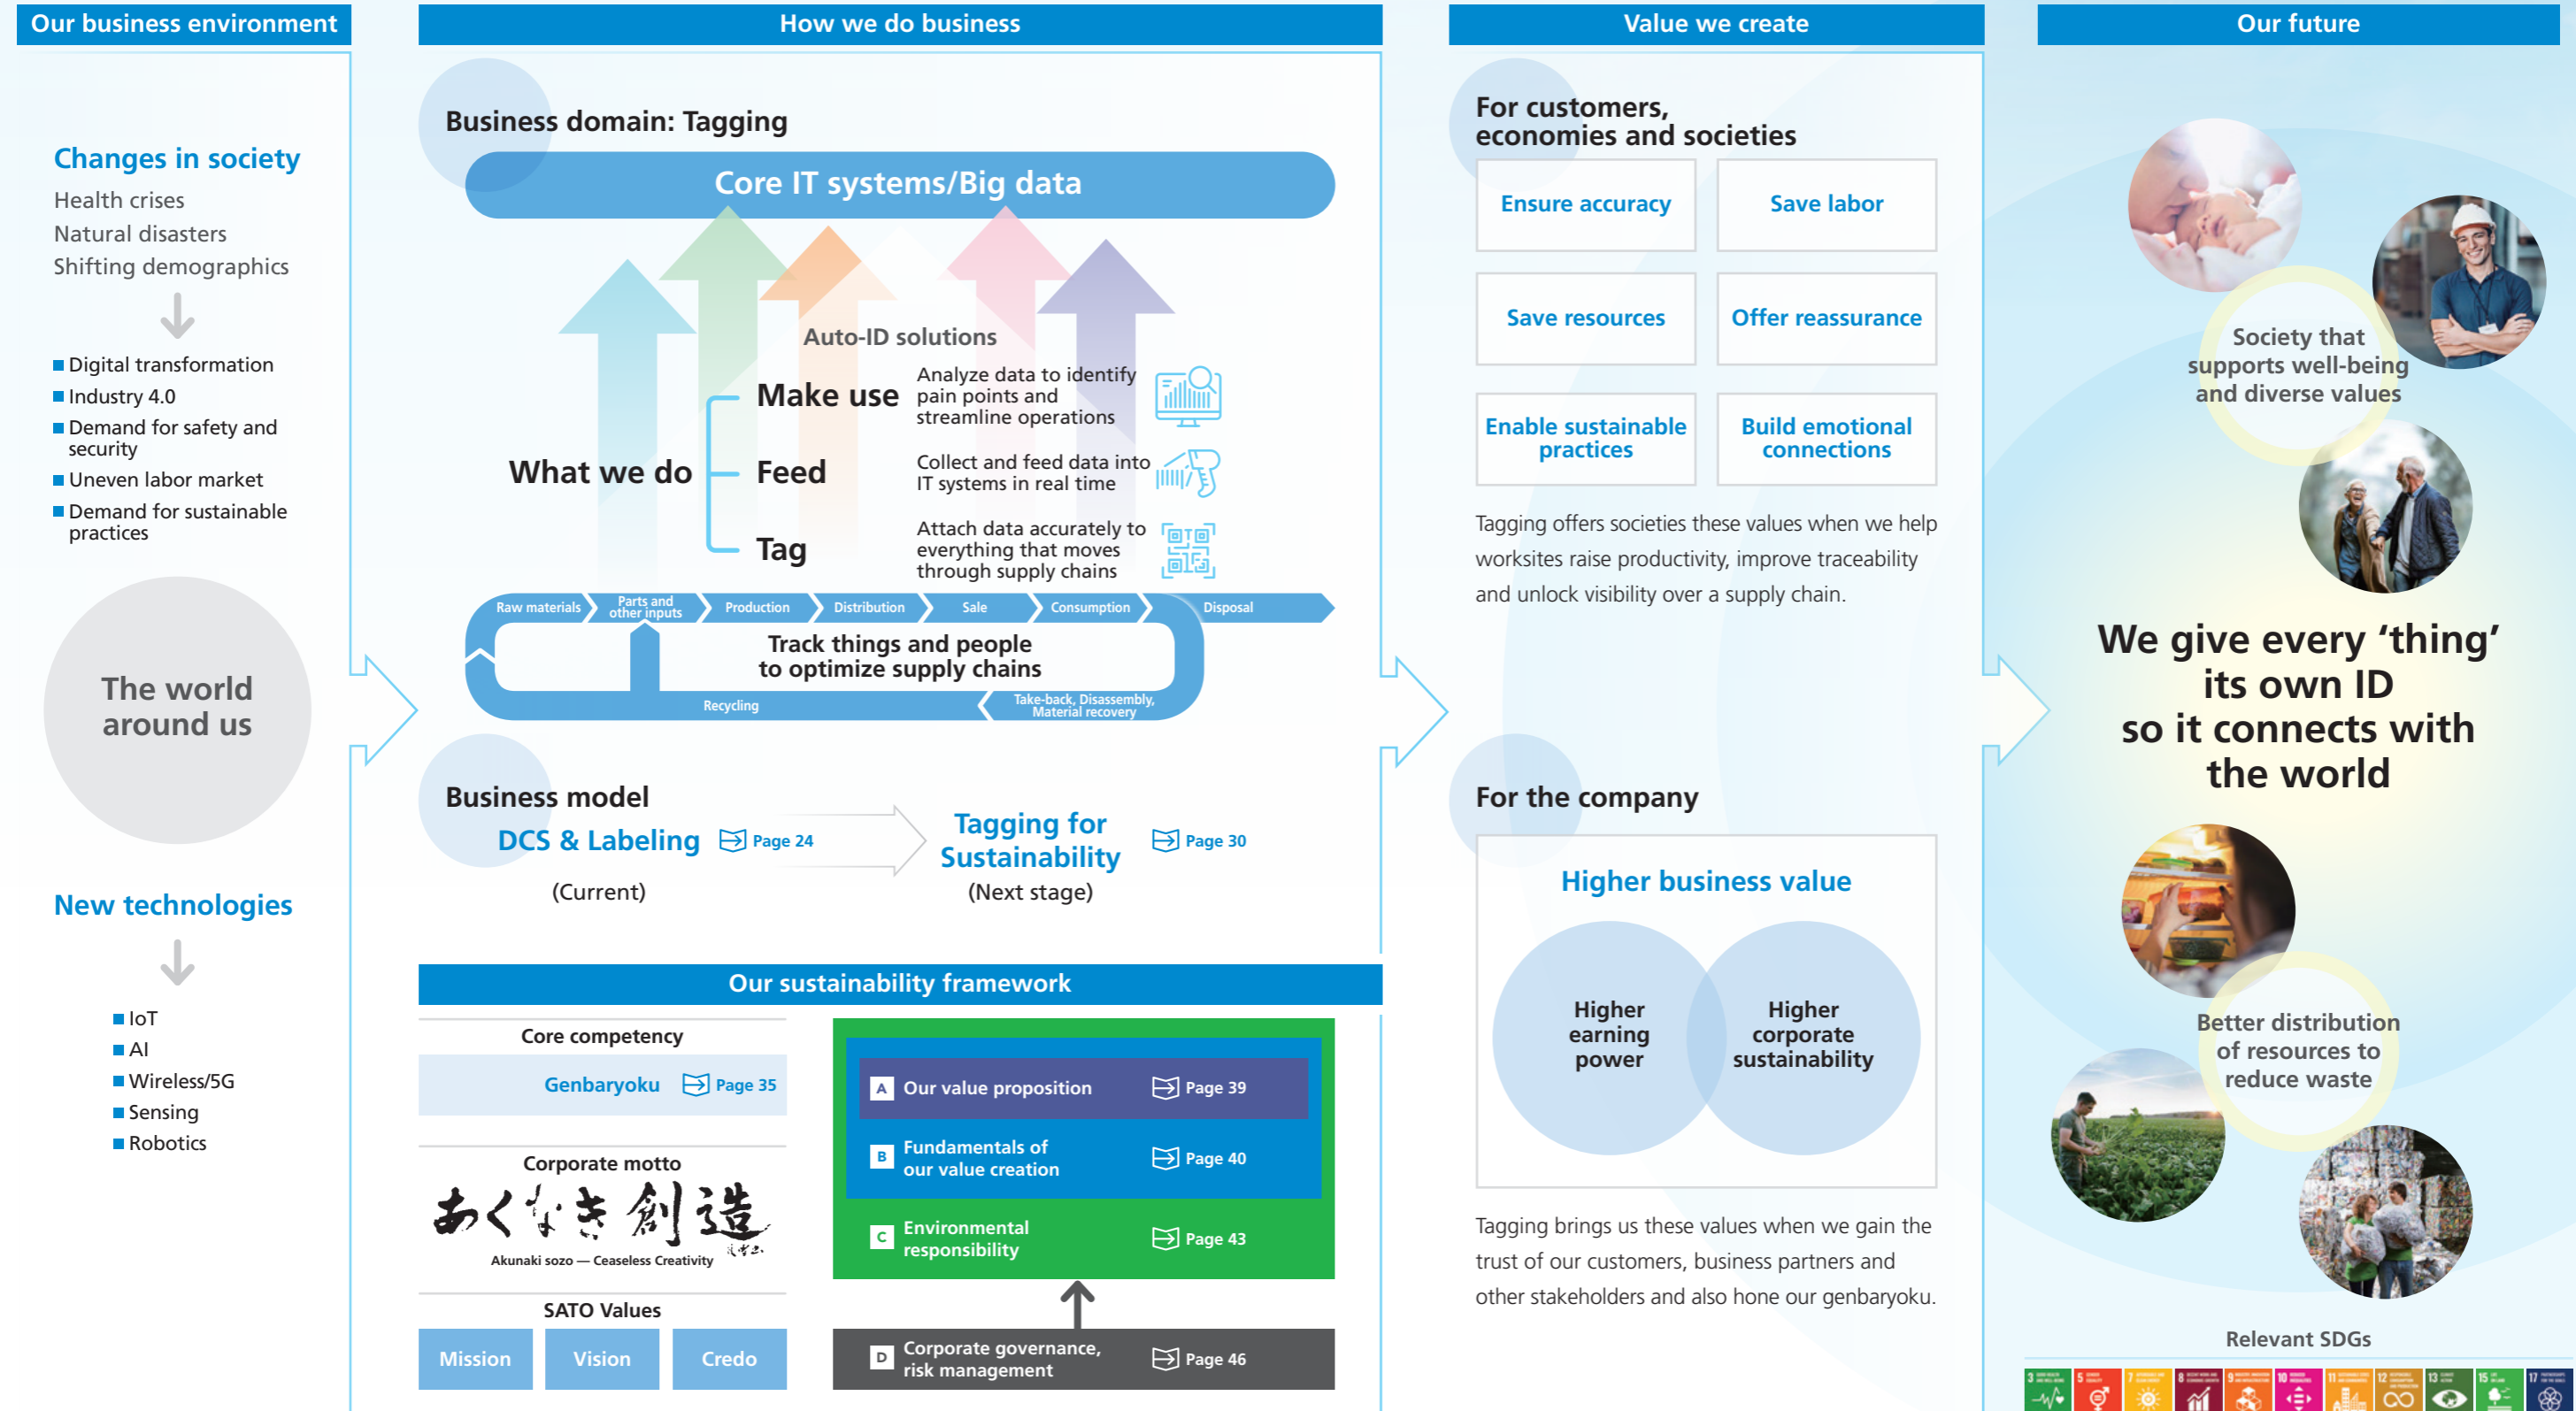 Our business environment
Changes in society
Health crises
Natural disasters
Shifting demographics
Digital transformation
Industry 4.0
Demand for safety and
security
Uneven labor market
Demand for sustainable
practices
The world
around us
New technologies
IoT
AI
Wireless/5G
Sensing
Robotics
How we do business
Business domain: Tagging
Core IT systems/Big data
Auto-ID solutions
What we do
Make use
Analyze data to identify
pain points and
streamline operations
Feed
Collect and feed data into
IT systems in real time
Tag
Attach data accurately to
everything that moves
through supply chains
Raw materials
Parts and
other inputs
Production
Distribution
Sale
Consumption
Disposal
Track things and people
to optimize supply chains
Recycling
Take-back, Disassembly,
Material recovery
Business model
DCS & Labeling
Page 24
(Current)
Tagging for
Sustainability
Page 30
(Next stage)
Our sustainability framework
Core competency
Genbaryoku
Page 35
Corporate motto
あくなき創造
Akunaki sozo — Ceaseless Creativity
SATO Values
Mission
Vision
Credo
A Our value proposition Page 39
B Fundamentals of
our value creation
Page 40
C Environmental
responsibility
Page 43
D Corporate governance,
risk management
Page 46
Value we create
For customers,
economies and societies
Ensure accuracy
Save labor
Save resources
Offer reassurance
Enable sustainable
practices
Build emotional
connections
Tagging offers societies these values when we help
worksites raise productivity, improve traceability
and unlock visibility over a supply chain.
For the company
Higher business value
Higher
earning
power
Higher
corporate
sustainability
Tagging brings us these values when we gain the
trust of our customers, business partners and
other stakeholders and also hone our genbaryoku.
Our future
Society that
supports well-being
and diverse values
We give every ‘thing’
its own ID
so it connects with
the world
Better distribution
of resources to
reduce waste
Relevant SDGs
3
5
7
8
9
10
11
12
13
15
17